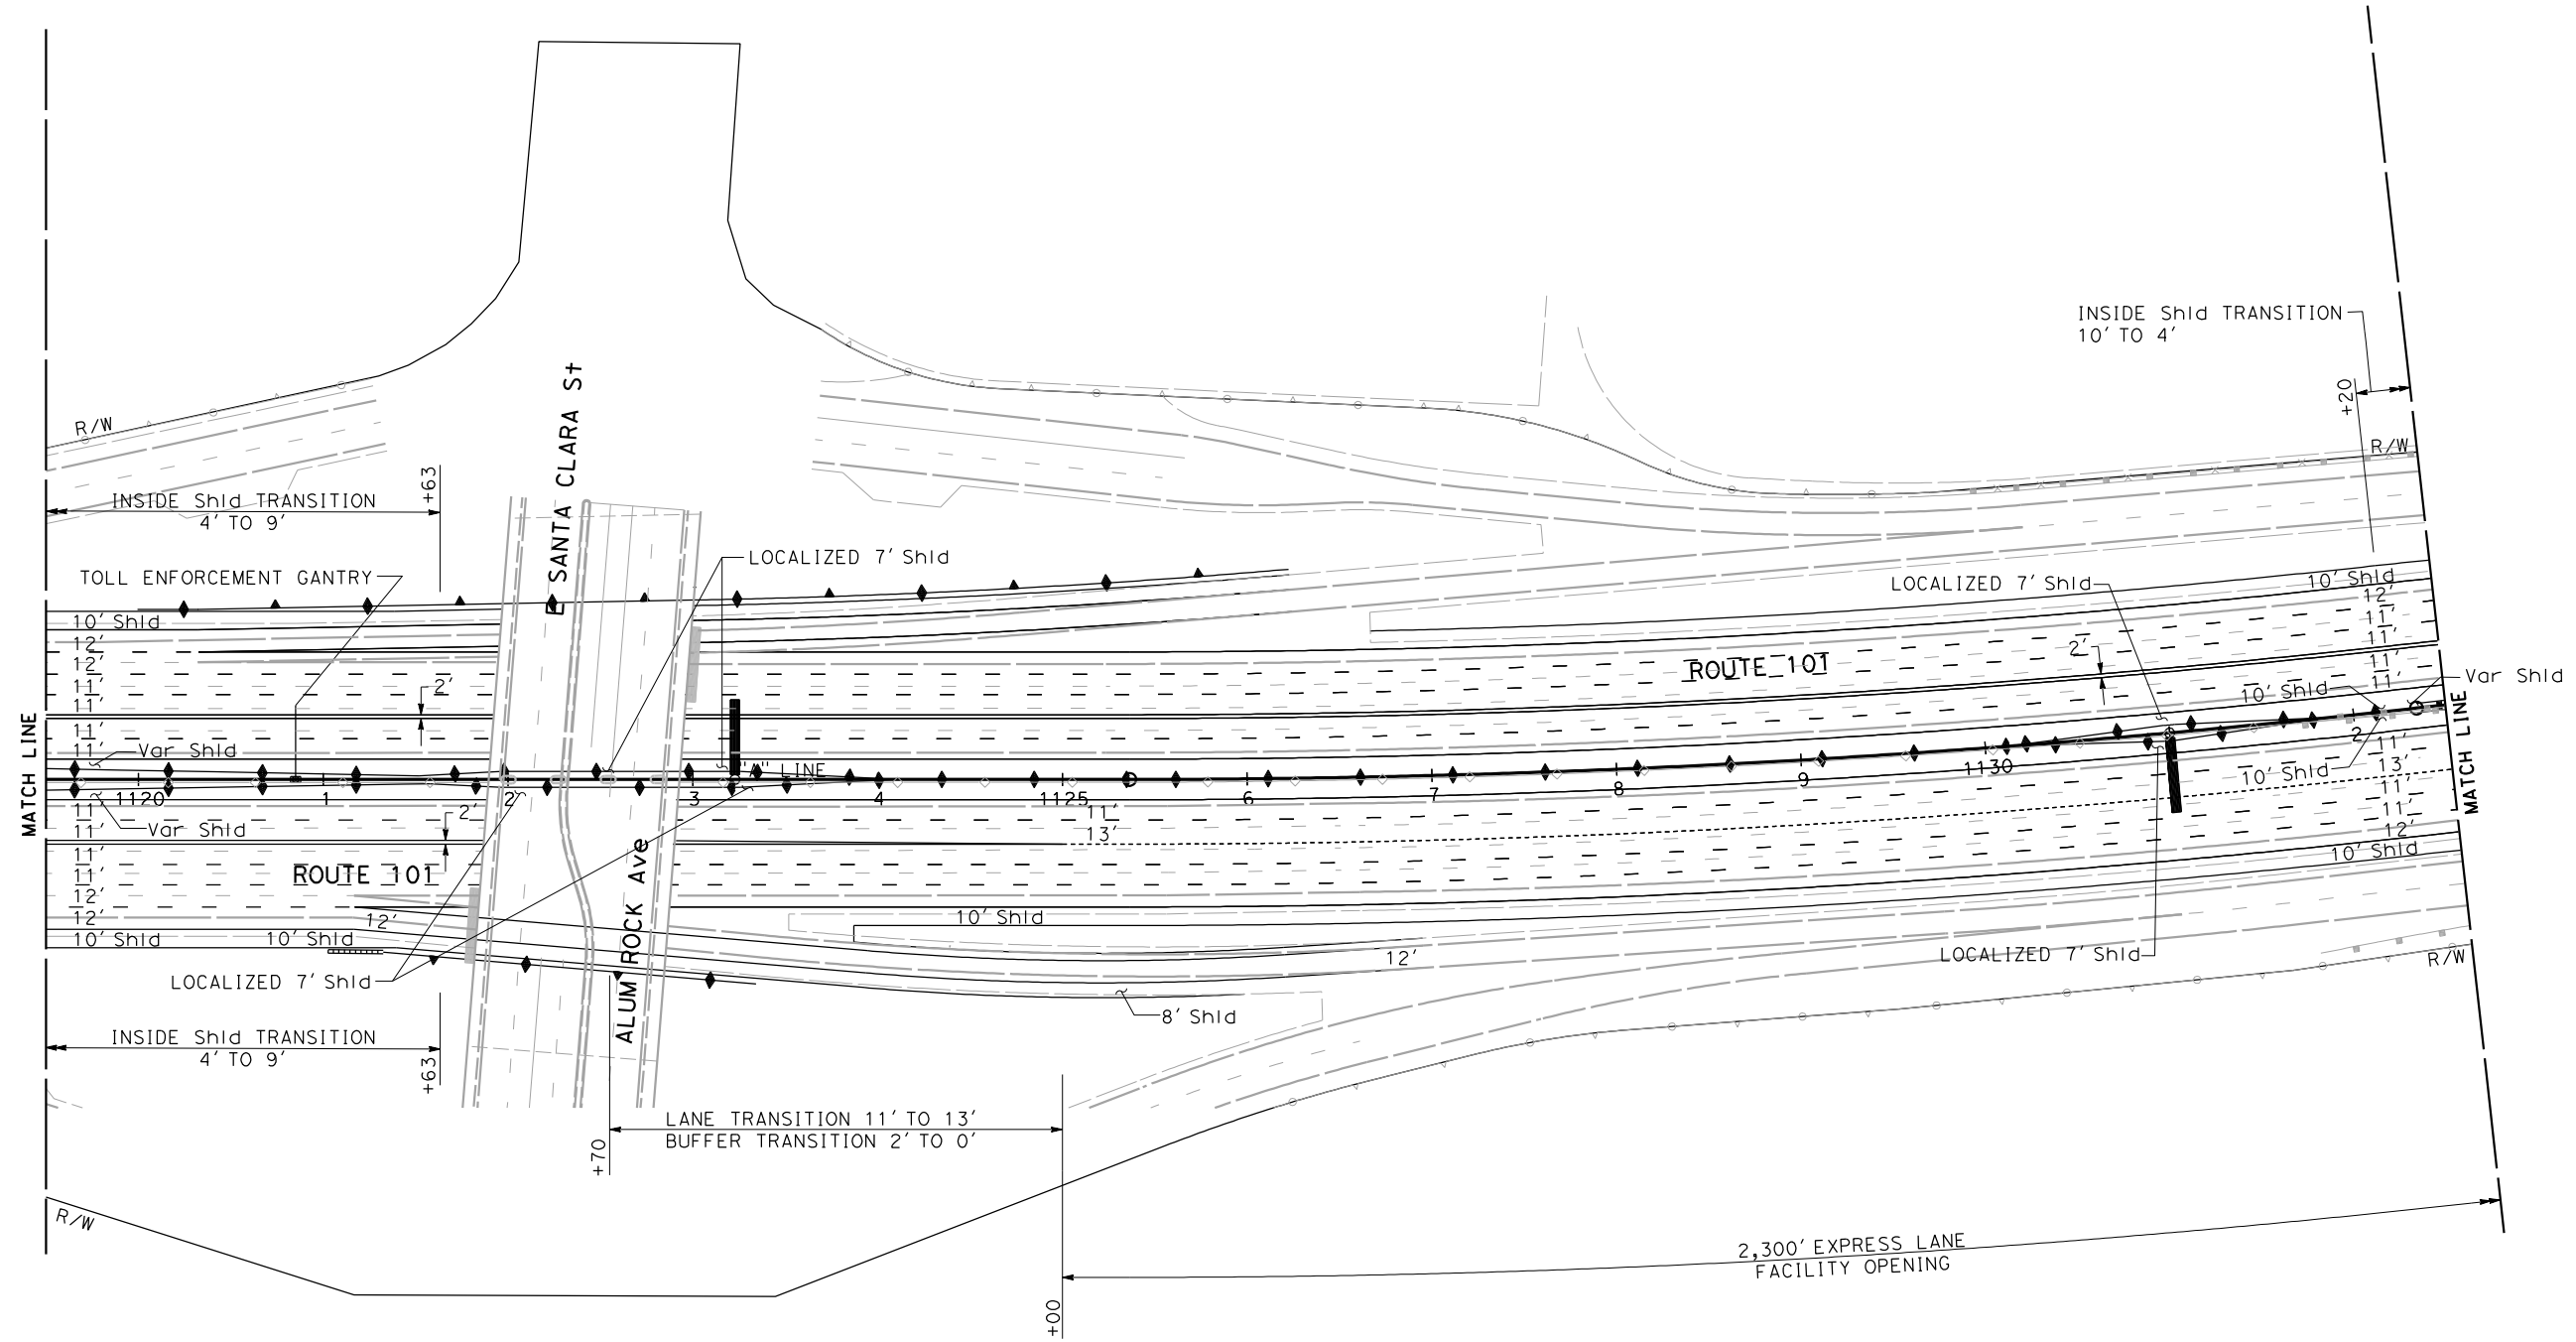 INSIDE Shld TRANSITION
10' TO 4'
+20
R/W
R/W
E SANTA CLARA St
+63
INSIDE Shld TRANSITION
4' TO 9'
LOCALIZED 7' Shld
TOLL ENFORCEMENT GANTRY
LOCALIZED 7' Shld
10' Shld
12'
11'
11'
11'
11'
10' Shld
12'
12'
11'
11'
11'
11'
2'
ROUTE 101
2'
Var Shld
10' Shld
Var Shld
"A" LINE
MATCH LINE
MATCH LINE
1120
1
2
3
4
1125
6
7
8
9
1130
2
Var Shld
11'
11'
11'
11'
12'
12'
2'
11'
13'
10' Shld
11'
13'
11'
11'
12'
10' Shld
ROUTE 101
12'
10' Shld
10' Shld
10' Shld
12'
LOCALIZED 7' Shld
LOCALIZED 7' Shld
R/W
ALUM ROCK Ave
8' Shld
INSIDE Shld TRANSITION
4' TO 9'
+63
LANE TRANSITION 11' TO 13'
BUFFER TRANSITION 2' TO 0'
+70
R/W
2,300' EXPRESS LANE
FACILITY OPENING
+00